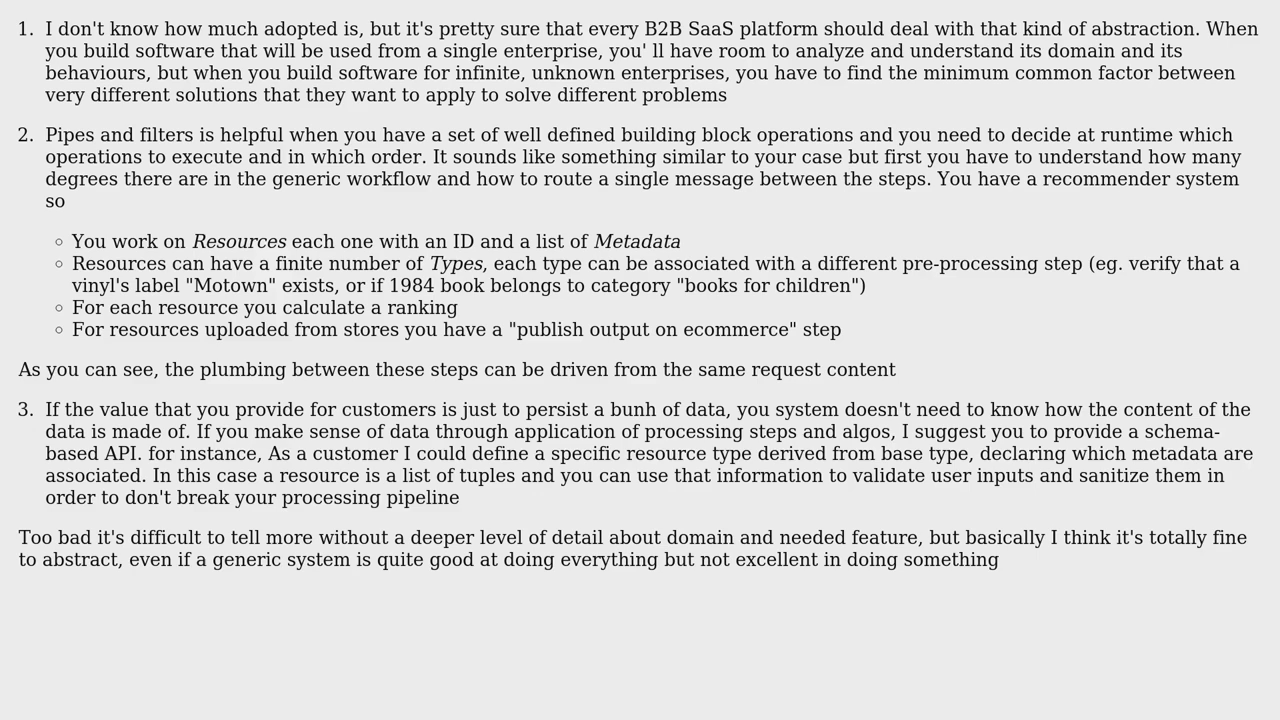 1. I don't know how much adopted is, but it's pretty sure that every B2B SaaS platform should deal with that kind of abstraction. When
you build software that will be used from a single enterprise, you' ll have room to analyze and understand its domain and its
behaviours, but when you build software for infinite, unknown enterprises, you have to find the minimum common factor between
very different solutions that they want to apply to solve different problems
2. Pipes and filters is helpful when you have a set of well defined building block operations and you need to decide at runtime which
operations to execute and in which order. It sounds like something similar to your case but first you have to understand how many
degrees there are in the generic workflow and how to route a single message between the steps. You have a recommender system
so
◦ You work on Resources each one with an ID and a list of Metadata
◦ Resources can have a finite number of Types, each type can be associated with a different pre-processing step (eg. verify that a
vinyl's label "Motown" exists, or if 1984 book belongs to category "books for children")
◦ For each resource you calculate a ranking
◦ For resources uploaded from stores you have a "publish output on ecommerce" step
As you can see, the plumbing between these steps can be driven from the same request content
3. If the value that you provide for customers is just to persist a bunh of data, you system doesn't need to know how the content of the
data is made of. If you make sense of data through application of processing steps and algos, I suggest you to provide a schema-
based API. for instance, As a customer I could define a specific resource type derived from base type, declaring which metadata are
associated. In this case a resource is a list of tuples and you can use that information to validate user inputs and sanitize them in
order to don't break your processing pipeline
Too bad it's difficult to tell more without a deeper level of detail about domain and needed feature, but basically I think it's totally fine
to abstract, even if a generic system is quite good at doing everything but not excellent in doing something